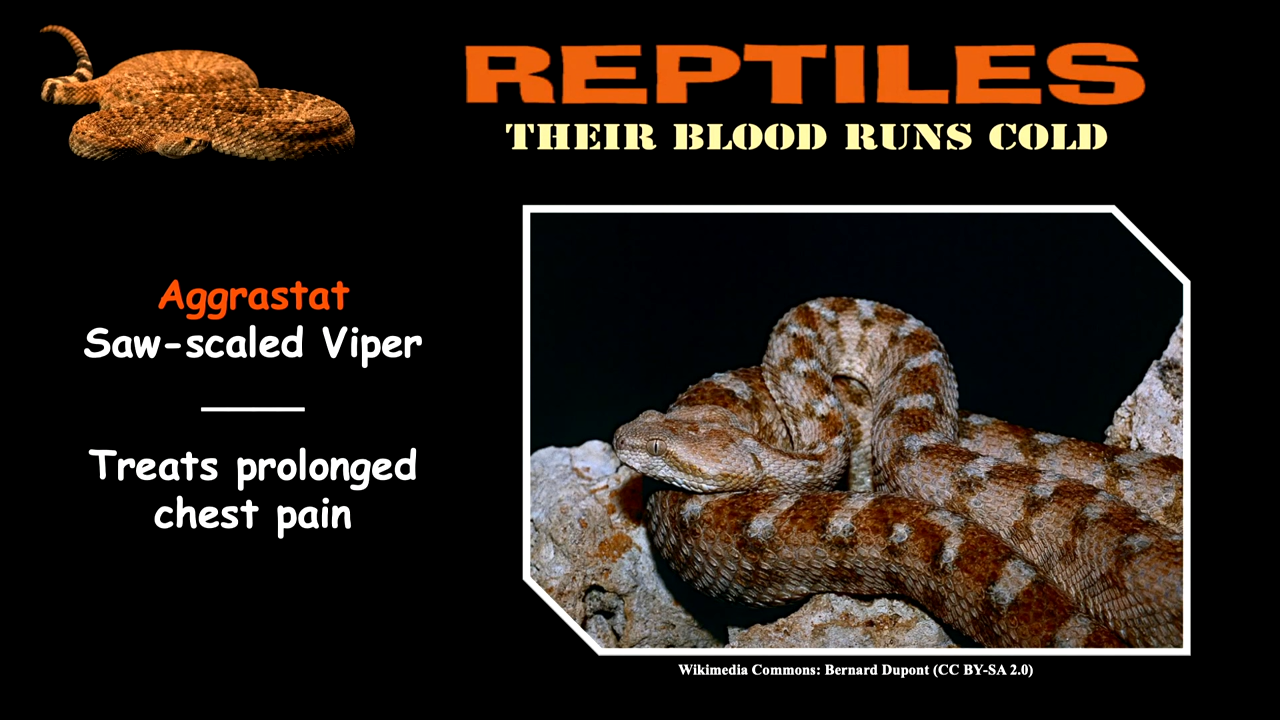 REPTILES
THEIR BLOOD RUNS COLD
Aggrastat
Saw-scaled Viper
Treats prolonged
chest pain
Wikimedia Commons: Bernard Dupont (CC BY-SA 2.0)